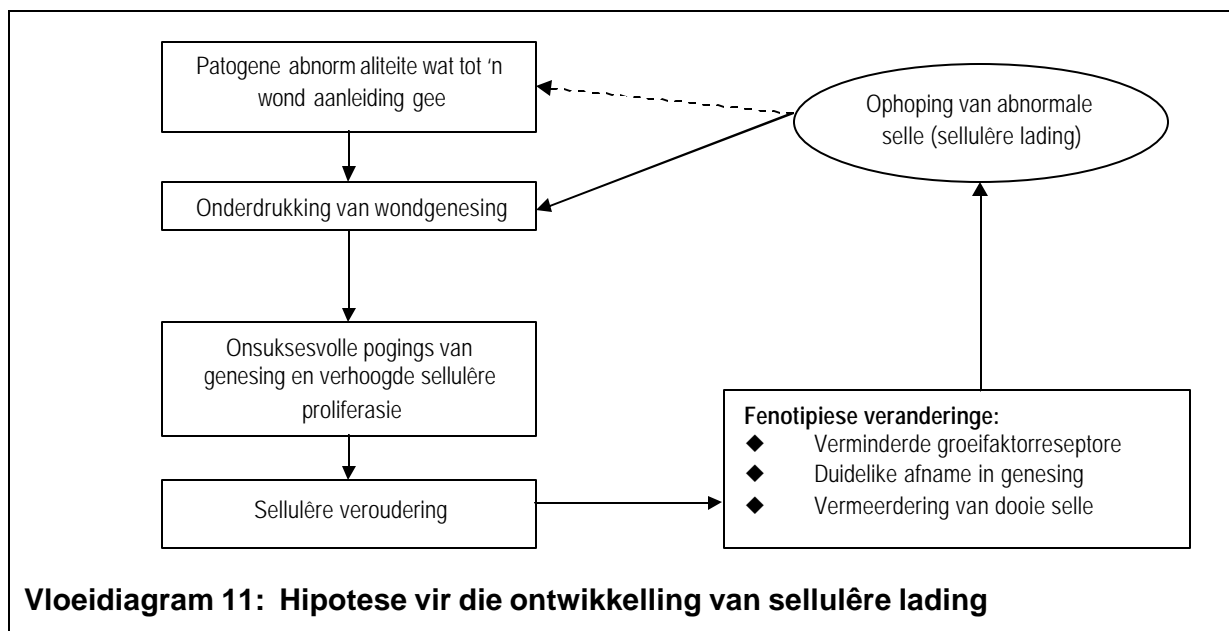 Patogene abnorm aliteite wat tot ’n
wond aanleiding gee
Ophoping van abnormale
selle (sellulêre lading)
Onderdrukking van wondgenesing
Onsuksesvolle pogings van
genesing en verhoogde sellulêre
proliferasie
Sellulêre veroudering
Fenotipiese veranderinge:
◆ Verminderde groeifaktorreseptore
◆ Duidelike afname in genesing
◆ Vermeerdering van dooie selle
Vloeidiagram 11: Hipotese vir die ontwikkelling van sellulêre lading